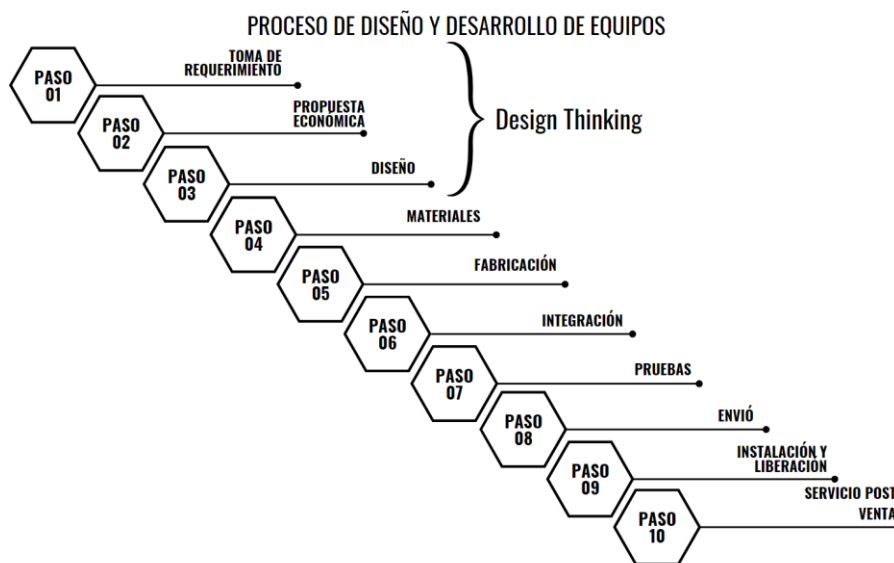 PROCESO DE DISEÑO Y DESARROLLO DE EQUIPOS
PASO
01
TOMA DE
REQUERIMIENTO
PASO
02
PROPUESTA
ECONÓMICA
PASO
03
DISEÑO
Design Thinking
PASO
04
MATERIALES
PASO
05
FABRICACIÓN
PASO
06
INTEGRACIÓN
PASO
07
PRUEBAS
PASO
08
ENVIÓ
PASO
09
INSTALACIÓN Y
LIBERACIÓN
PASO
10
SERVICIO POST
VENTA